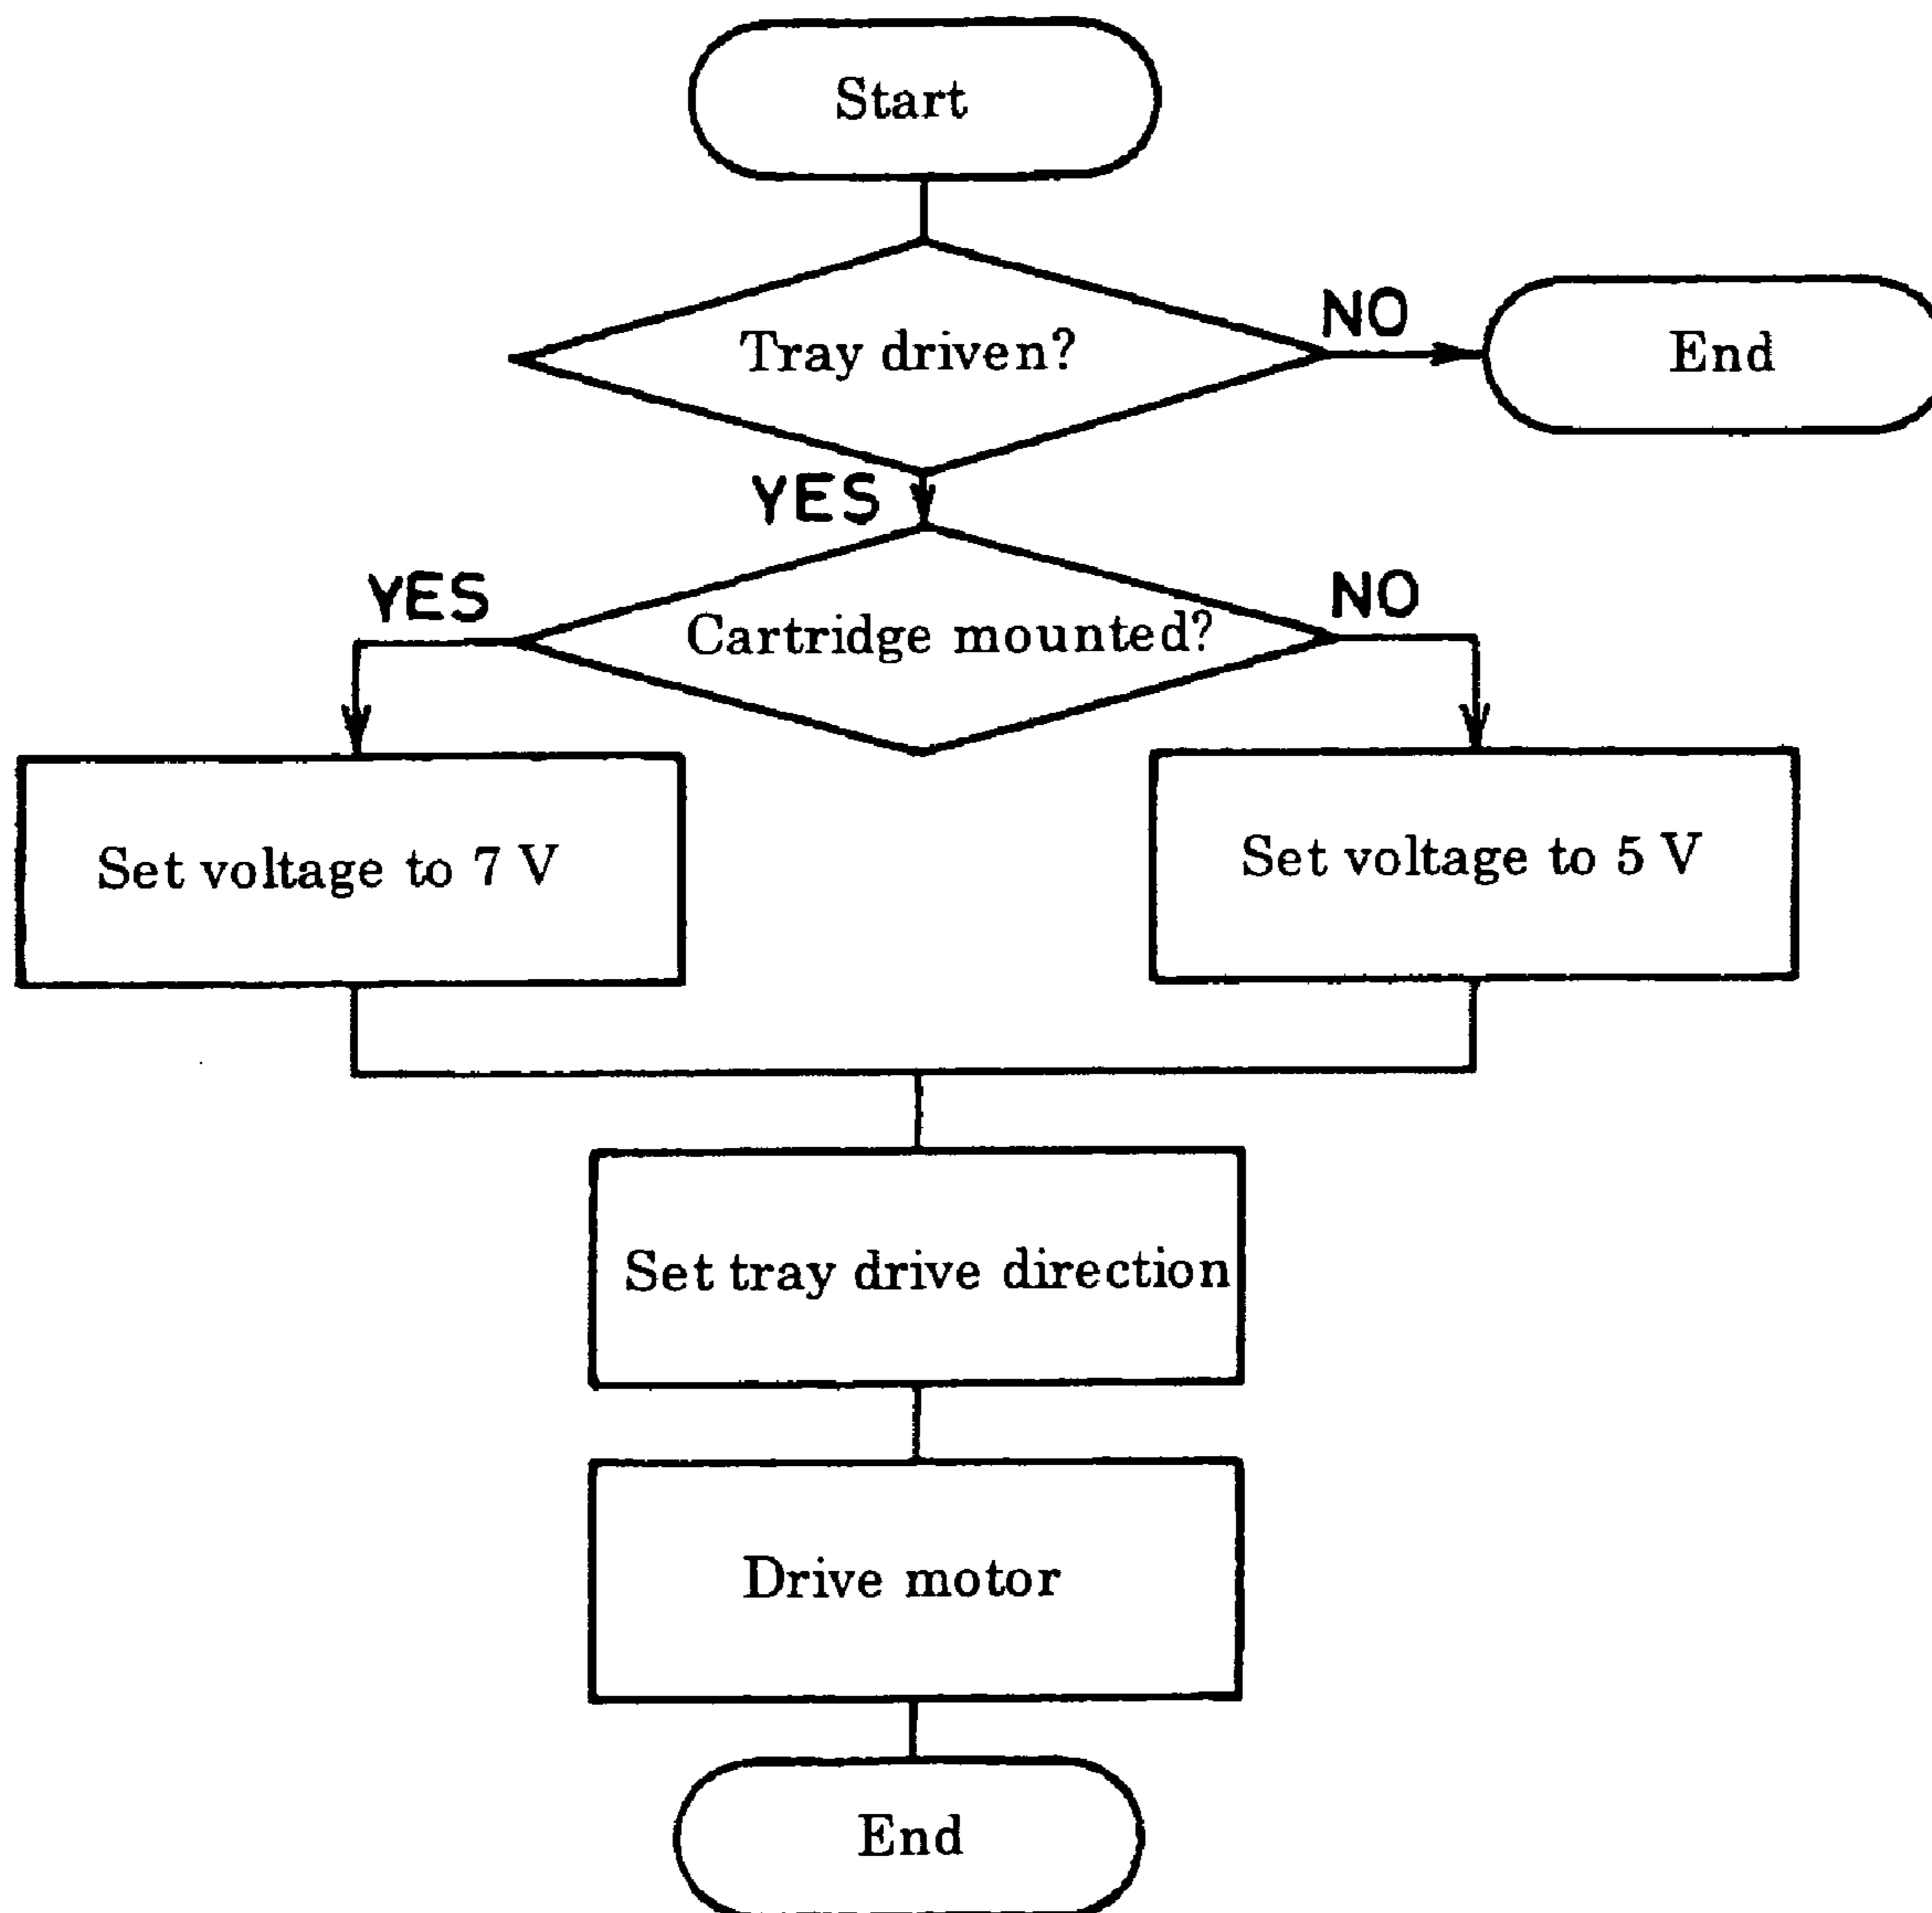 Start
Tray driven?
NO
End
YES
YES
Cartridge mounted?
NO
Set voltage to 7 V
Set voltage to 5 V
Set tray drive direction
Drive motor
End